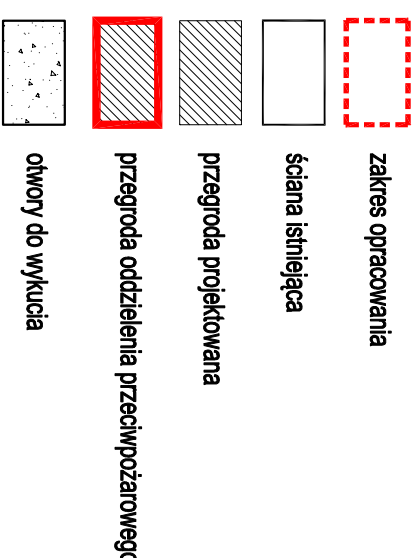 zakres opracowania
ściana istniejąca
przegroda projektowana
przegroda oddzielenia przeciwpożarowego
otwory do wykucia